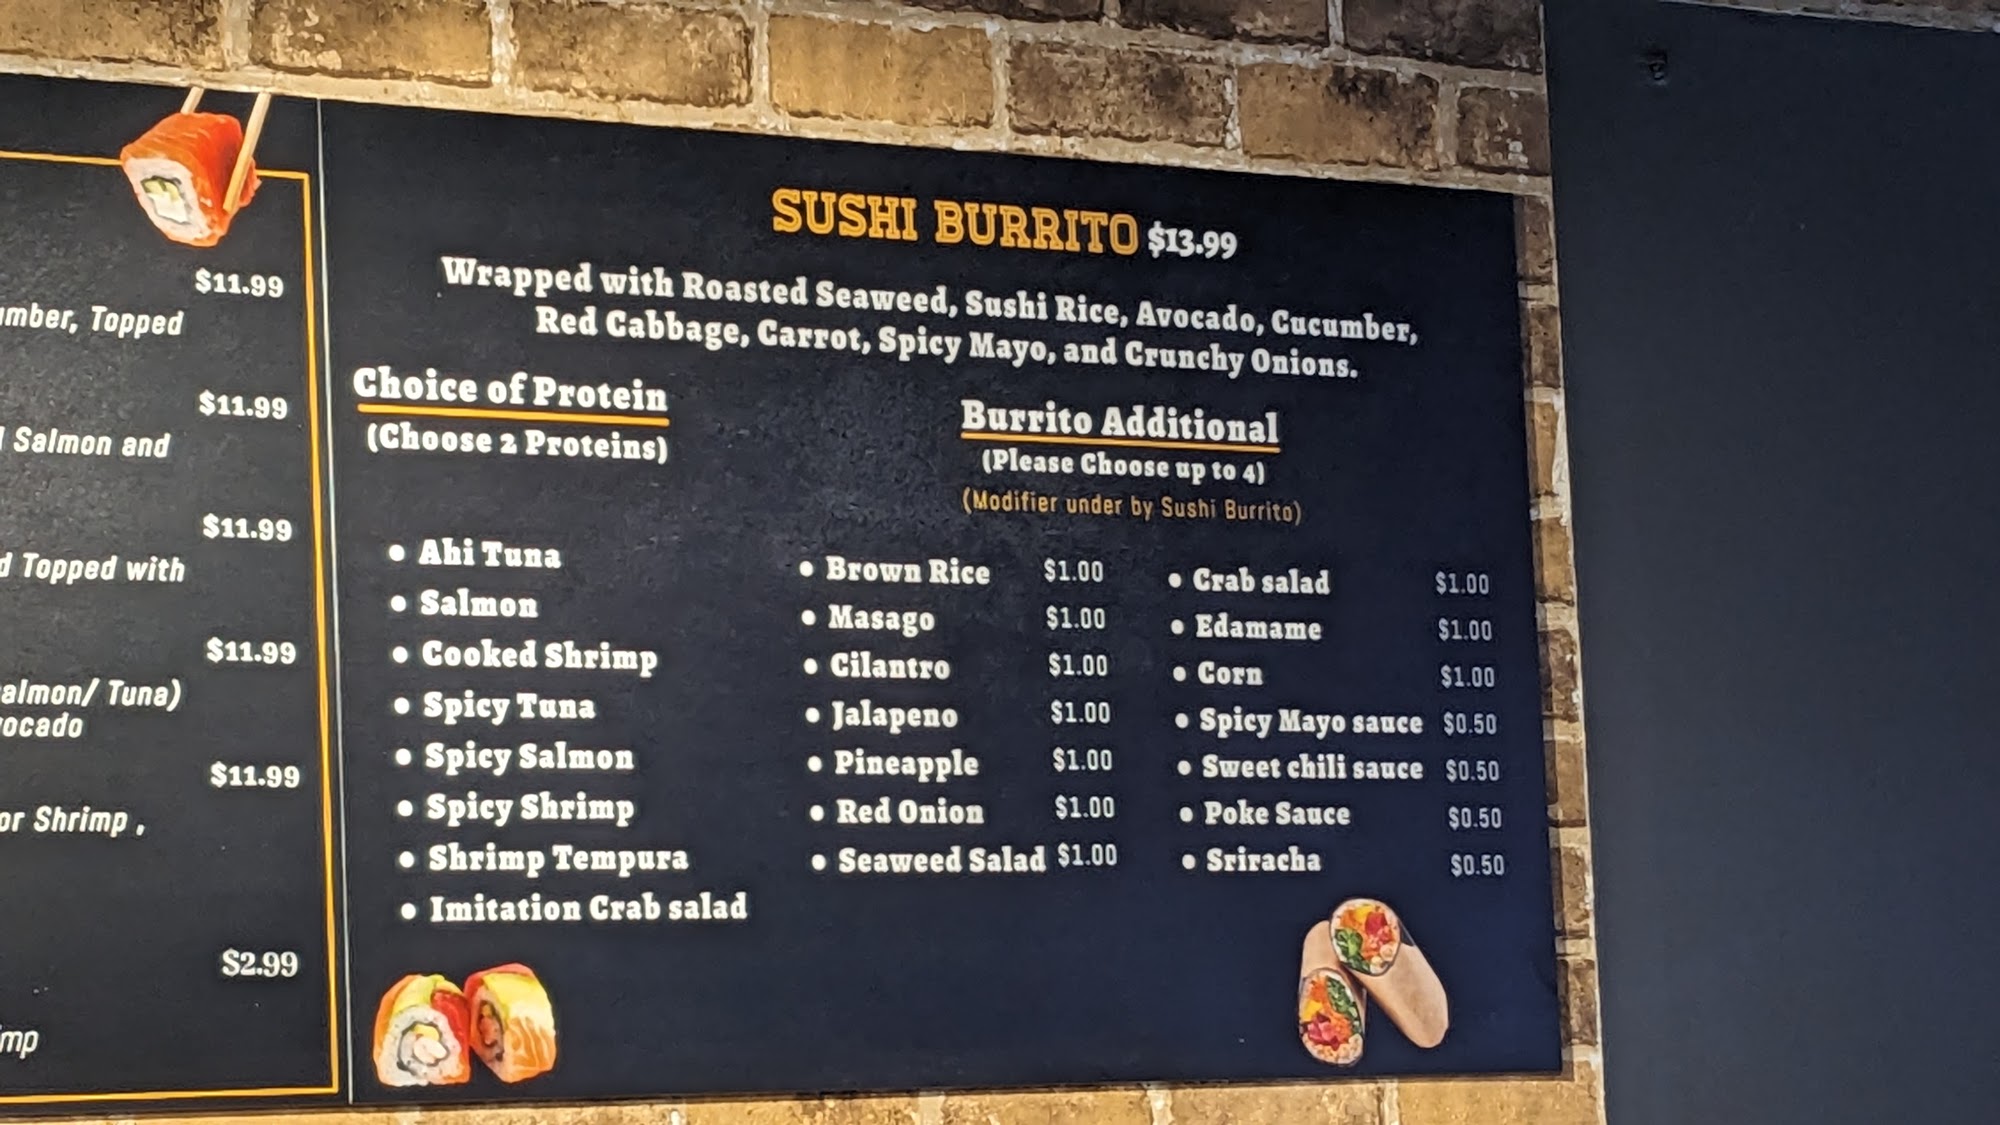 $11.99
mber, Topped
$11.99
Salmon and
$11.99
d Topped with
$11.99
almon/ Tuna)
ocado
$11.99
or Shrimp ,
$2.99
mp
SUSHI BURRITO $13.99
Wrapped with Roasted Seaweed, Sushi Rice, Avocado, Cucumber,
Red Cabbage, Carrot, Spicy Mayo, and Crunchy Onions.
Choice of Protein
(Choose 2 Proteins)
• Ahi Tuna
• Salmon
• Cooked Shrimp
• Spicy Tuna
• Spicy Salmon
• Spicy Shrimp
• Shrimp Tempura
• Imitation Crab salad
Burrito Additional
(Please Choose up to 4)
(Modifier under by Sushi Burrito)
• Brown Rice $1.00
• Masago $1.00
• Cilantro $1.00
• Jalapeno $1.00
• Pineapple $1.00
• Red Onion $1.00
• Seaweed Salad $1.00
• Crab salad $1.00
• Edamame $1.00
• Corn $1.00
• Spicy Mayo sauce $0.50
• Sweet chili sauce $0.50
• Poke Sauce $0.50
• Sriracha $0.50